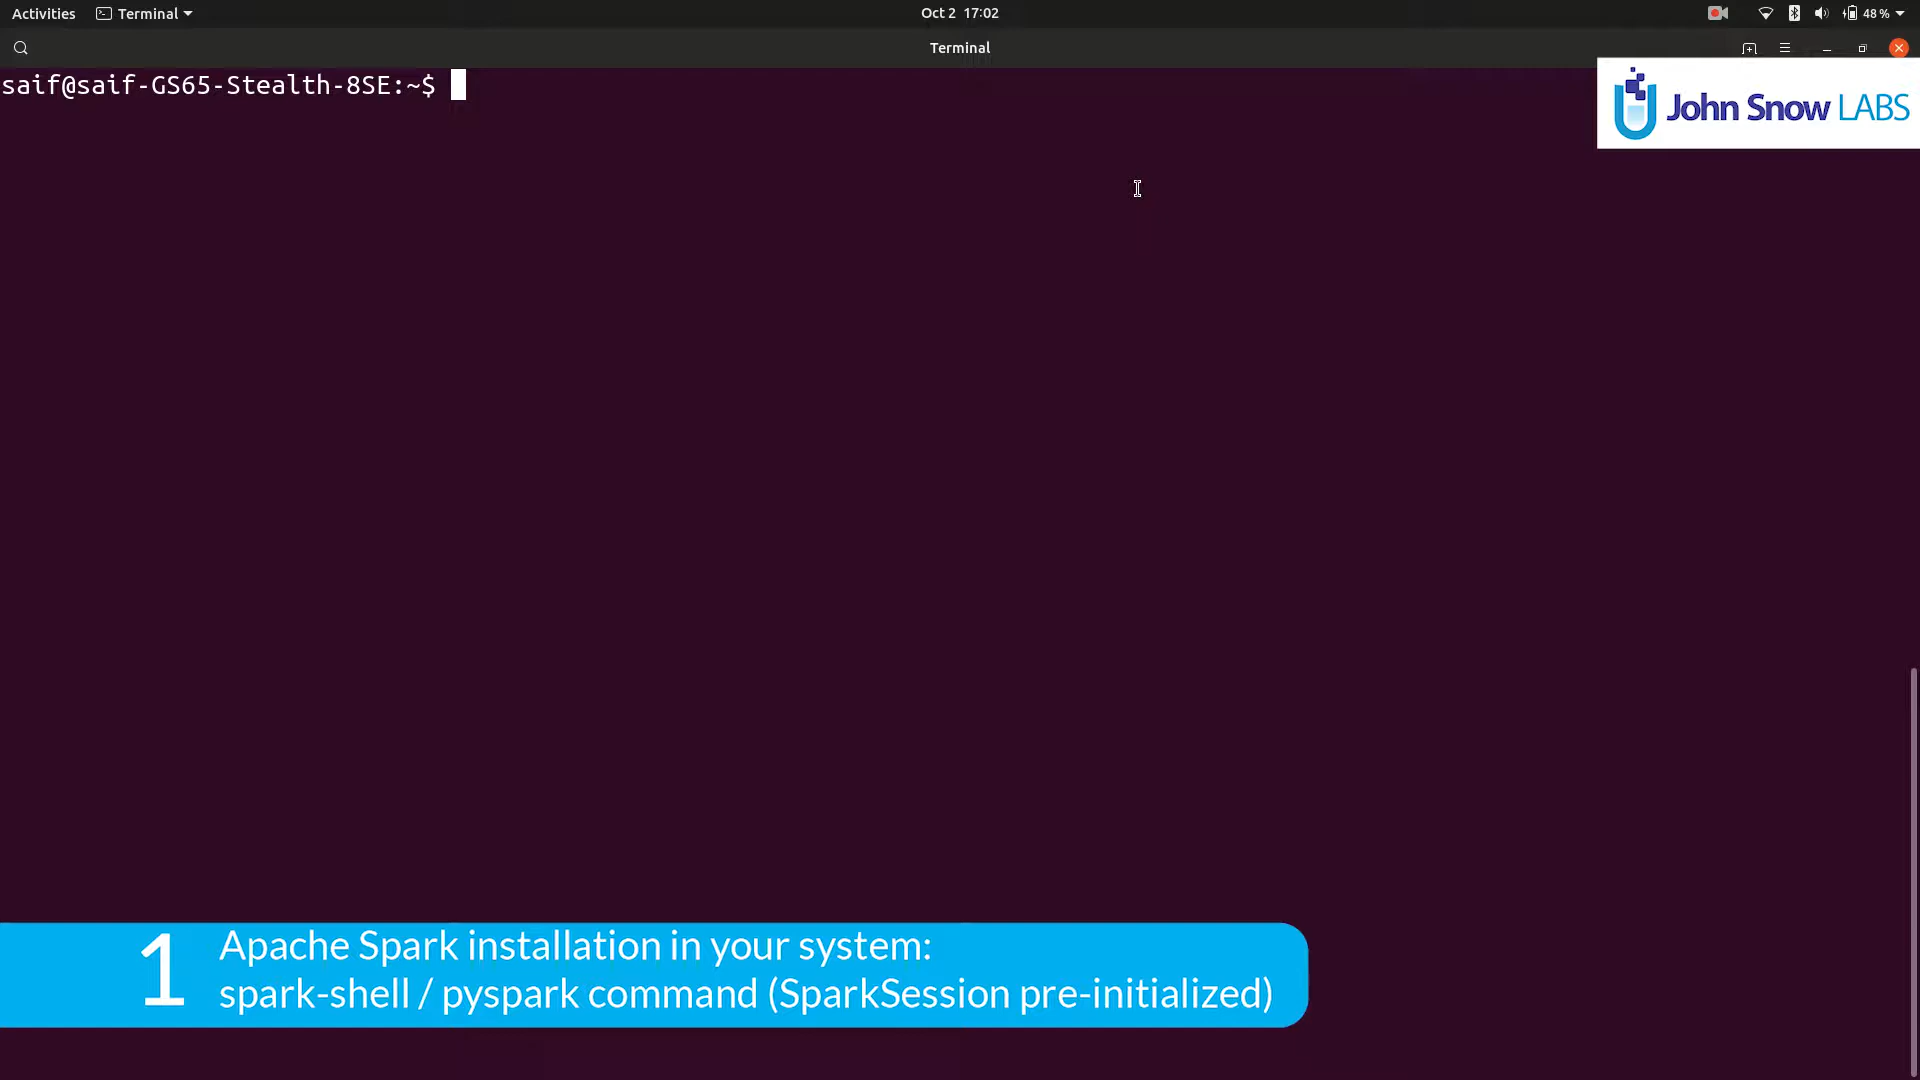 Activities Terminal Oct 2 17:02 48 %
Terminal
saif@saif-GS65-Stealth-8SE:~$
John Snow LABS
1
Apache Spark installation in your system:
spark-shell / pyspark command (SparkSession pre-initialized)